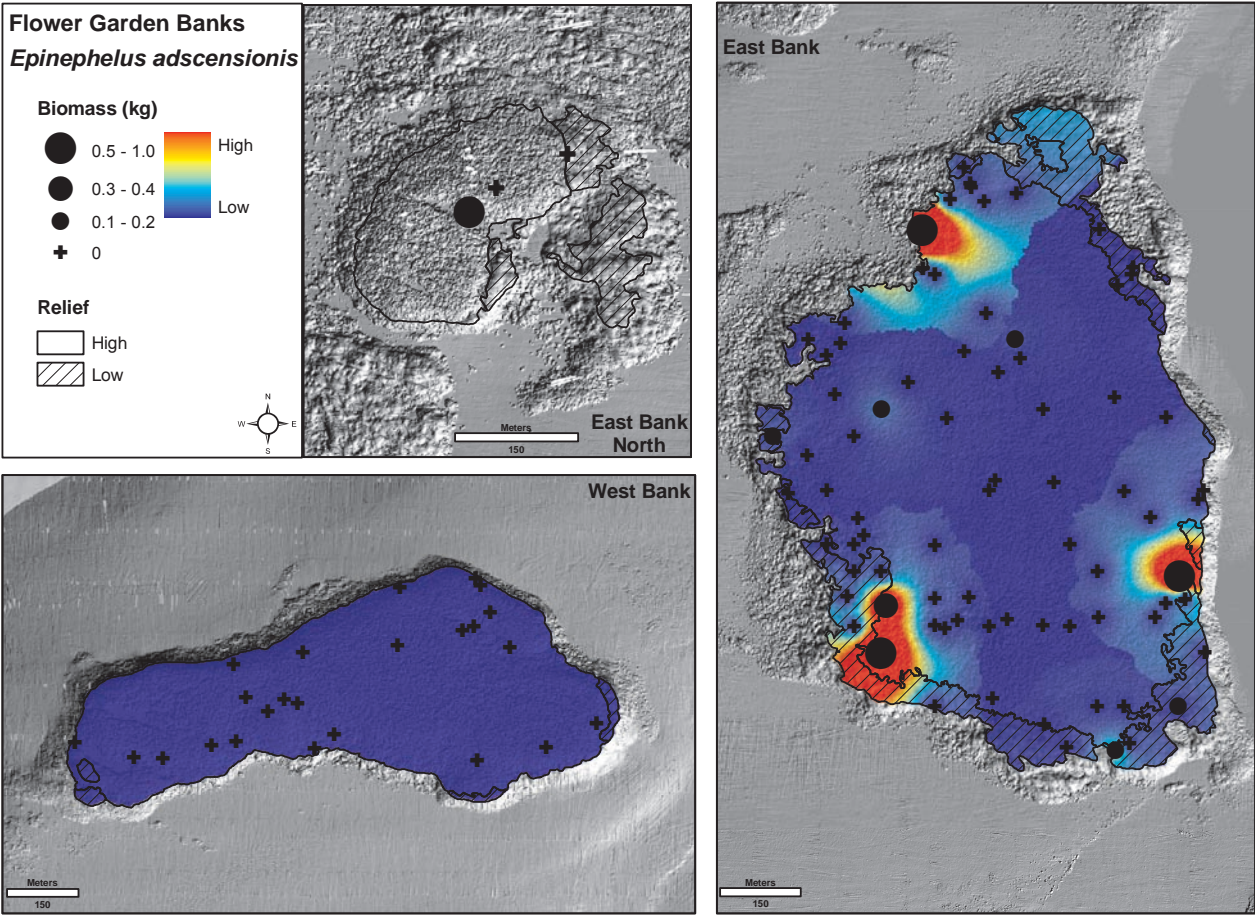 Flower Garden Banks
Epinephelus adscensionis
Biomass (kg)
0.5 - 1.0
0.3 - 0.4
0.1 - 0.2
0
High
Low
Relief
High
Low
N
W E
S
Meters
150
East Bank
North
West Bank
Meters
150
East Bank
Meters
150